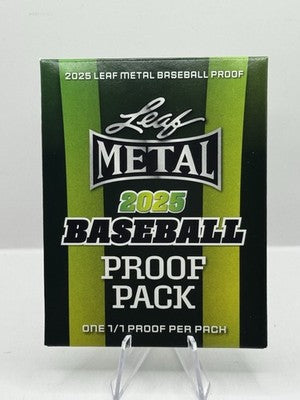 2025 LEAF METAL BASEBALL PROOF
Leaf
METAL
2025
BASEBALL
PROOF
PACK
ONE 1/1 PROOF PER PACK